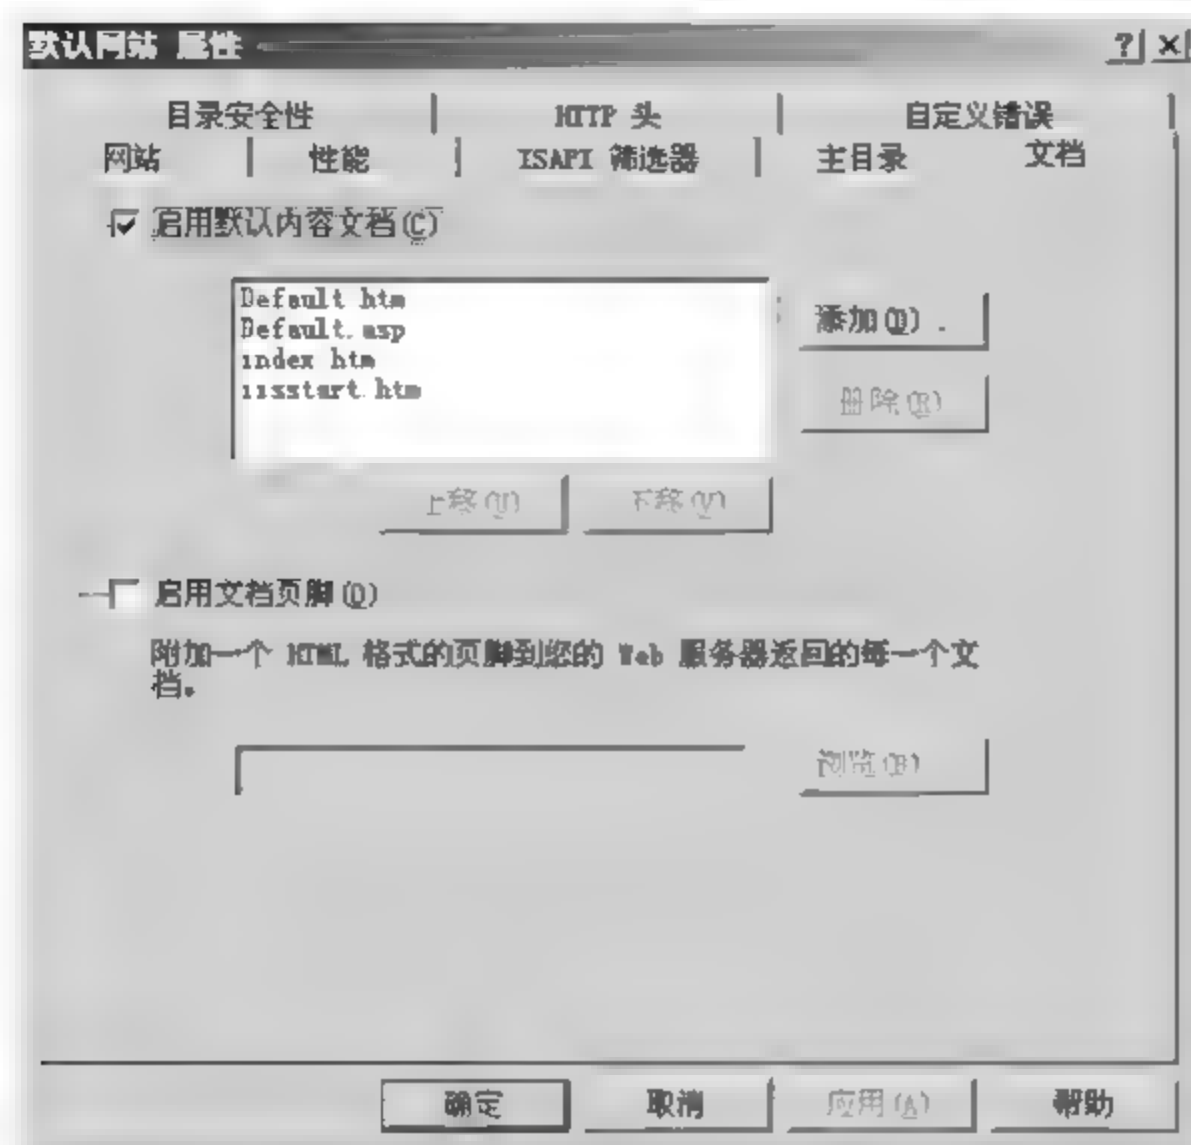 默认网站 属性
目录安全性 HTTP 头 自定义错误
网站 性能 ISAPI 筛选器 主目录 文档
启用默认内容文档(C)
Default.htm
Default.asp
index.htm
iisstart.htm
添加(D)...
删除(R)
上移(U) 下移(V)
启用文档页脚(O)
附加一个 HTML 格式的页脚到您的 Web 服务器返回的每一个文
档。
浏览(B)
确定 取消 应用(A) 帮助